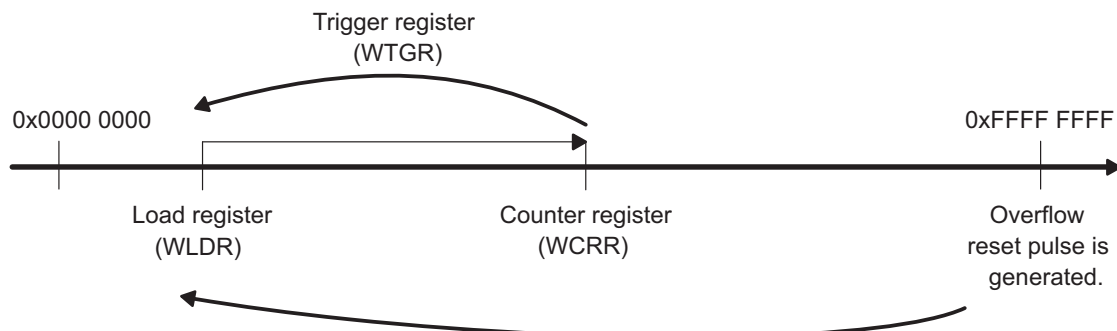 Trigger register
(WTGR)
0x0000 0000
0xFFFF FFFF
Load register
(WLDR)
Counter register
(WCRR)
Overflow
reset pulse is
generated.